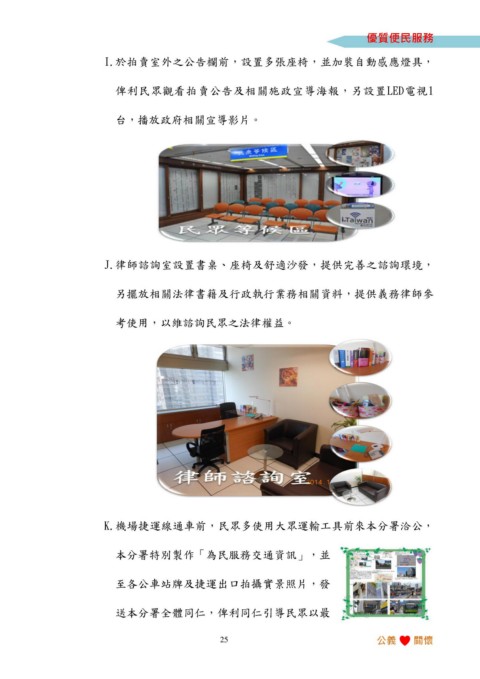 優質便民服務
I.於拍賣室外之公告欄前，設置多張座椅，並加裝自動感應燈具，
俾利民眾觀看拍賣公告及相關施政宣導海報，另設置LED電視1
台，播放政府相關宣導影片。
iTaiwan
民眾等候區
J.律師諮詢室設置書桌、座椅及舒適沙發，提供完善之諮詢環境，
另擺放相關法律書籍及行政執行業務相關資料，提供義務律師參
考使用，以維諮詢民眾之法律權益。
律師諮詢室
K.機場捷運線通車前，民眾多使用大眾運輸工具前來本分署洽公，
本分署特別製作「為民服務交通資訊」，並
至各公車站牌及捷運出口拍攝實景照片，發
送本分署全體同仁，俾利同仁引導民眾以最
25
公義 關懷